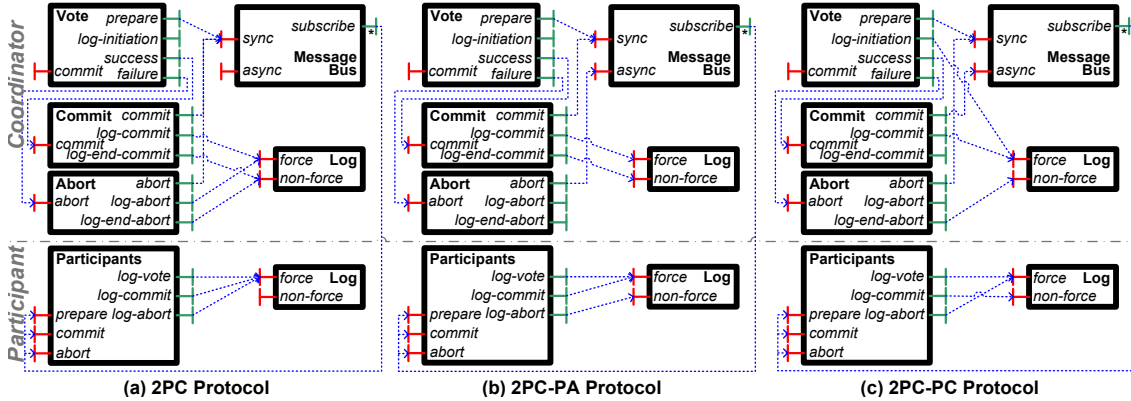 Coordinator
Participant
Vote
prepare
log-initiation
success
commit
failure
subscribe
*
sync
Message
async
Bus
Commit
commit
log-commit
commit
log-end-commit
force
Log
non-force
Abort
abort
abort
log-abort
log-end-abort
Participants
log-vote
log-commit
prepare
log-abort
commit
abort
force
Log
non-force
(a) 2PC Protocol
Vote
prepare
log-initiation
success
commit
failure
subscribe
*
sync
Message
async
Bus
Commit
commit
log-commit
commit
log-end-commit
force
Log
non-force
Abort
abort
abort
log-abort
log-end-abort
Participants
log-vote
log-commit
prepare
log-abort
commit
abort
force
Log
non-force
(b) 2PC-PA Protocol
Vote
prepare
log-initiation
success
commit
failure
subscribe
*
sync
Message
async
Bus
Commit
commit
log-commit
commit
log-end-commit
force
Log
non-force
Abort
abort
abort
log-abort
log-end-abort
Participants
log-vote
log-commit
prepare
log-abort
commit
abort
force
Log
non-force
(c) 2PC-PC Protocol